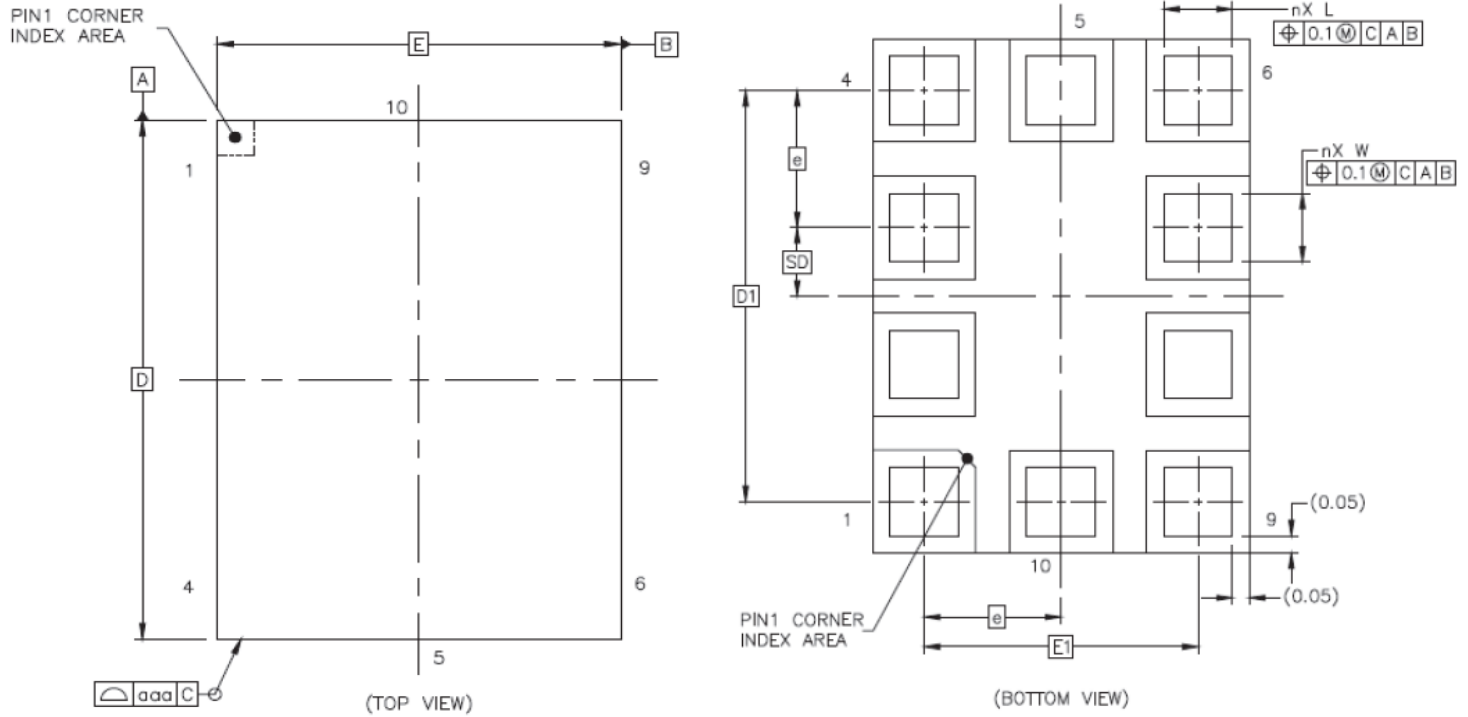 PIN1 CORNER
INDEX AREA
E
B
A
10
1
9
D
4
6
5
aaa C
(TOP VIEW)
nX L
5
⌖ 0.1 Ⓜ C A B
4
6
e
nX W
⌖ 0.1 Ⓜ C A B
SD
D1
1
9
(0.05)
10
(0.05)
PIN1 CORNER
INDEX AREA
e
E1
(BOTTOM VIEW)